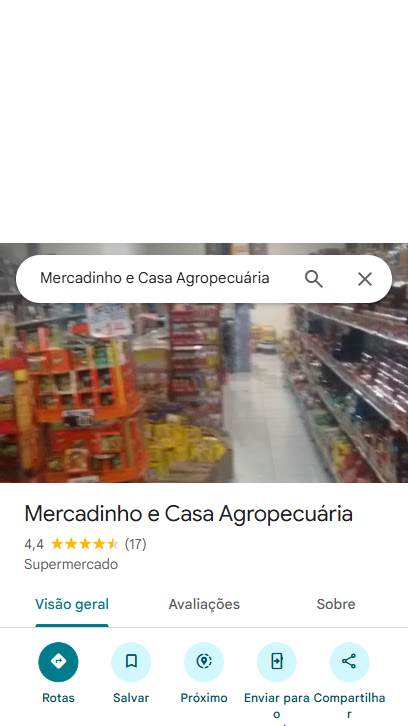 Mercadinho e Casa Agropecuária
Mercadinho e Casa Agropecuária
4,4 (17)
Supermercado
Visão geral Avaliações Sobre
Rotas Salvar Próximo Enviar para o Compartilhar